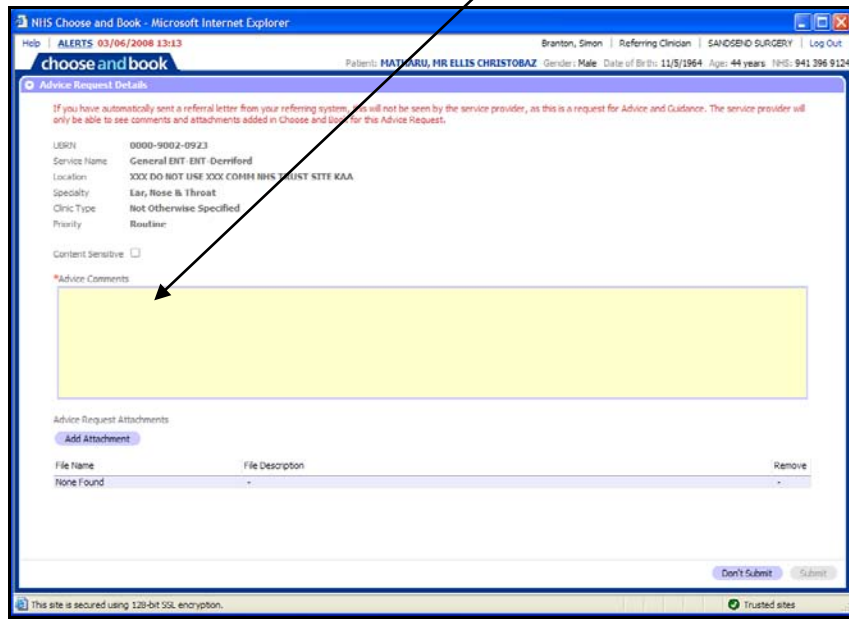 NHS Choose and Book - Microsoft Internet Explorer
Help | ALERTS 03/06/2008 13:13 Branton, Simon | Referring Clinician | SANDSEND SURGERY | Log Out
choose and book Patient: MATHARU, MR ELLIS CHRISTOBAZ Gender: Male Date of Birth: 11/5/1964 Age: 44 years NHS: 941 396 9124
Advice Request Details
If you have automatically sent a referral letter from your referring system, this will not be seen by the service provider, as this is a request for Advice and Guidance. The service provider will
only be able to see comments and attachments added in Choose and Book for this Advice Request.
UBRN 0000-9002-0923
Service Name General ENT-ENT-Derriford
Location XXX DO NOT USE XXX COMM NHS TRUST SITE KAA
Specialty Ear, Nose & Throat
Clinic Type Not Otherwise Specified
Priority Routine
Content Sensitive
*Advice Comments
Advice Request Attachments
Add Attachment
File Name File Description Remove
None Found - -
Don't Submit Submit
This site is secured using 128-bit SSL encryption. Trusted sites